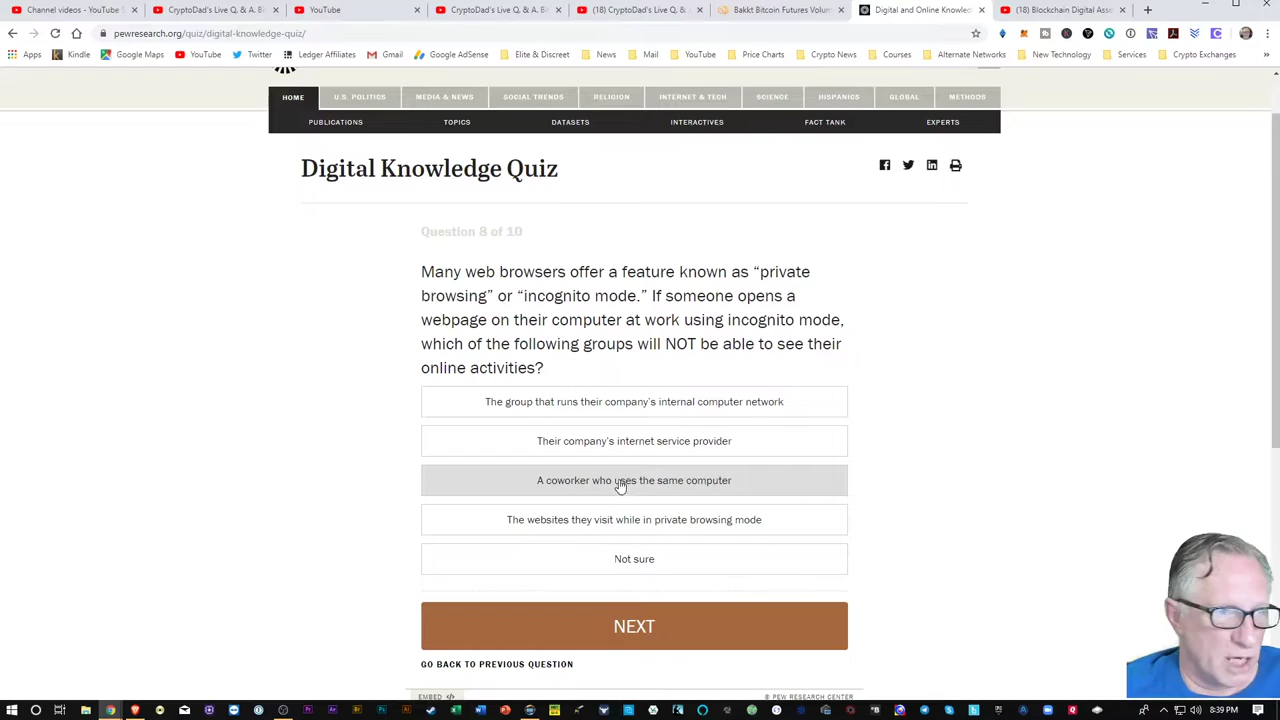 Channel videos - YouTube S
CryptoDad's Live Q. & A. Bi
YouTube
CryptoDad's Live Q. & A. Bi
(18) CryptoDad's Live Q. & A.
Bakkt Bitcoin Futures Volum
Digital and Online Knowled
(18) Blockchain Digital Asse
pewresearch.org/quiz/digital-knowledge-quiz/
Apps
Kindle
Google Maps
YouTube
Twitter
Ledger Affiliates
Gmail
Google AdSense
Elite & Discreet
News
Mail
YouTube
Price Charts
Crypto News
Courses
Alternate Networks
New Technology
Services
Crypto Exchanges
HOME
U.S. POLITICS
MEDIA & NEWS
SOCIAL TRENDS
RELIGION
INTERNET & TECH
SCIENCE
HISPANICS
GLOBAL
METHODS
PUBLICATIONS
TOPICS
DATASETS
INTERACTIVES
FACT TANK
EXPERTS
Digital Knowledge Quiz
Question 8 of 10
Many web browsers offer a feature known as “private
browsing” or “incognito mode.” If someone opens a
webpage on their computer at work using incognito mode,
which of the following groups will NOT be able to see their
online activities?
The group that runs their company’s internal computer network
Their company’s internet service provider
A coworker who uses the same computer
The websites they visit while in private browsing mode
Not sure
NEXT
GO BACK TO PREVIOUS QUESTION
EMBED </>
© PEW RESEARCH CENTER
8:39 PM